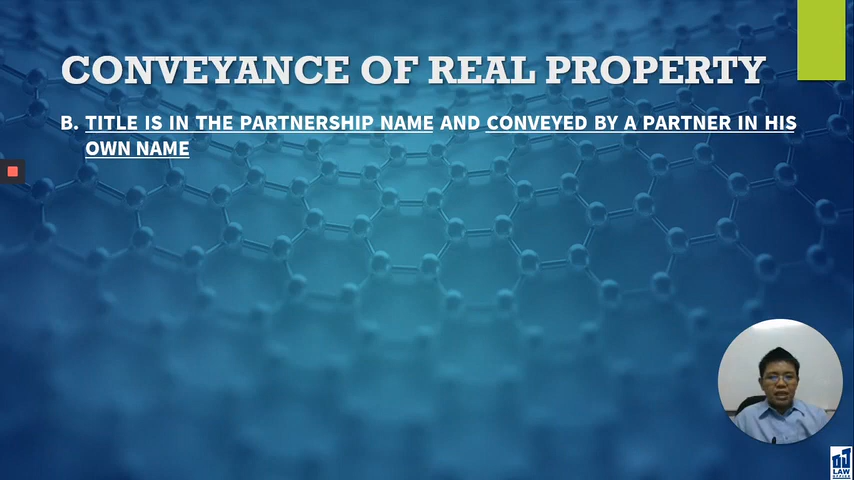 CONVEYANCE OF REAL PROPERTY
B. TITLE IS IN THE PARTNERSHIP NAME AND CONVEYED BY A PARTNER IN HIS
OWN NAME
LAW